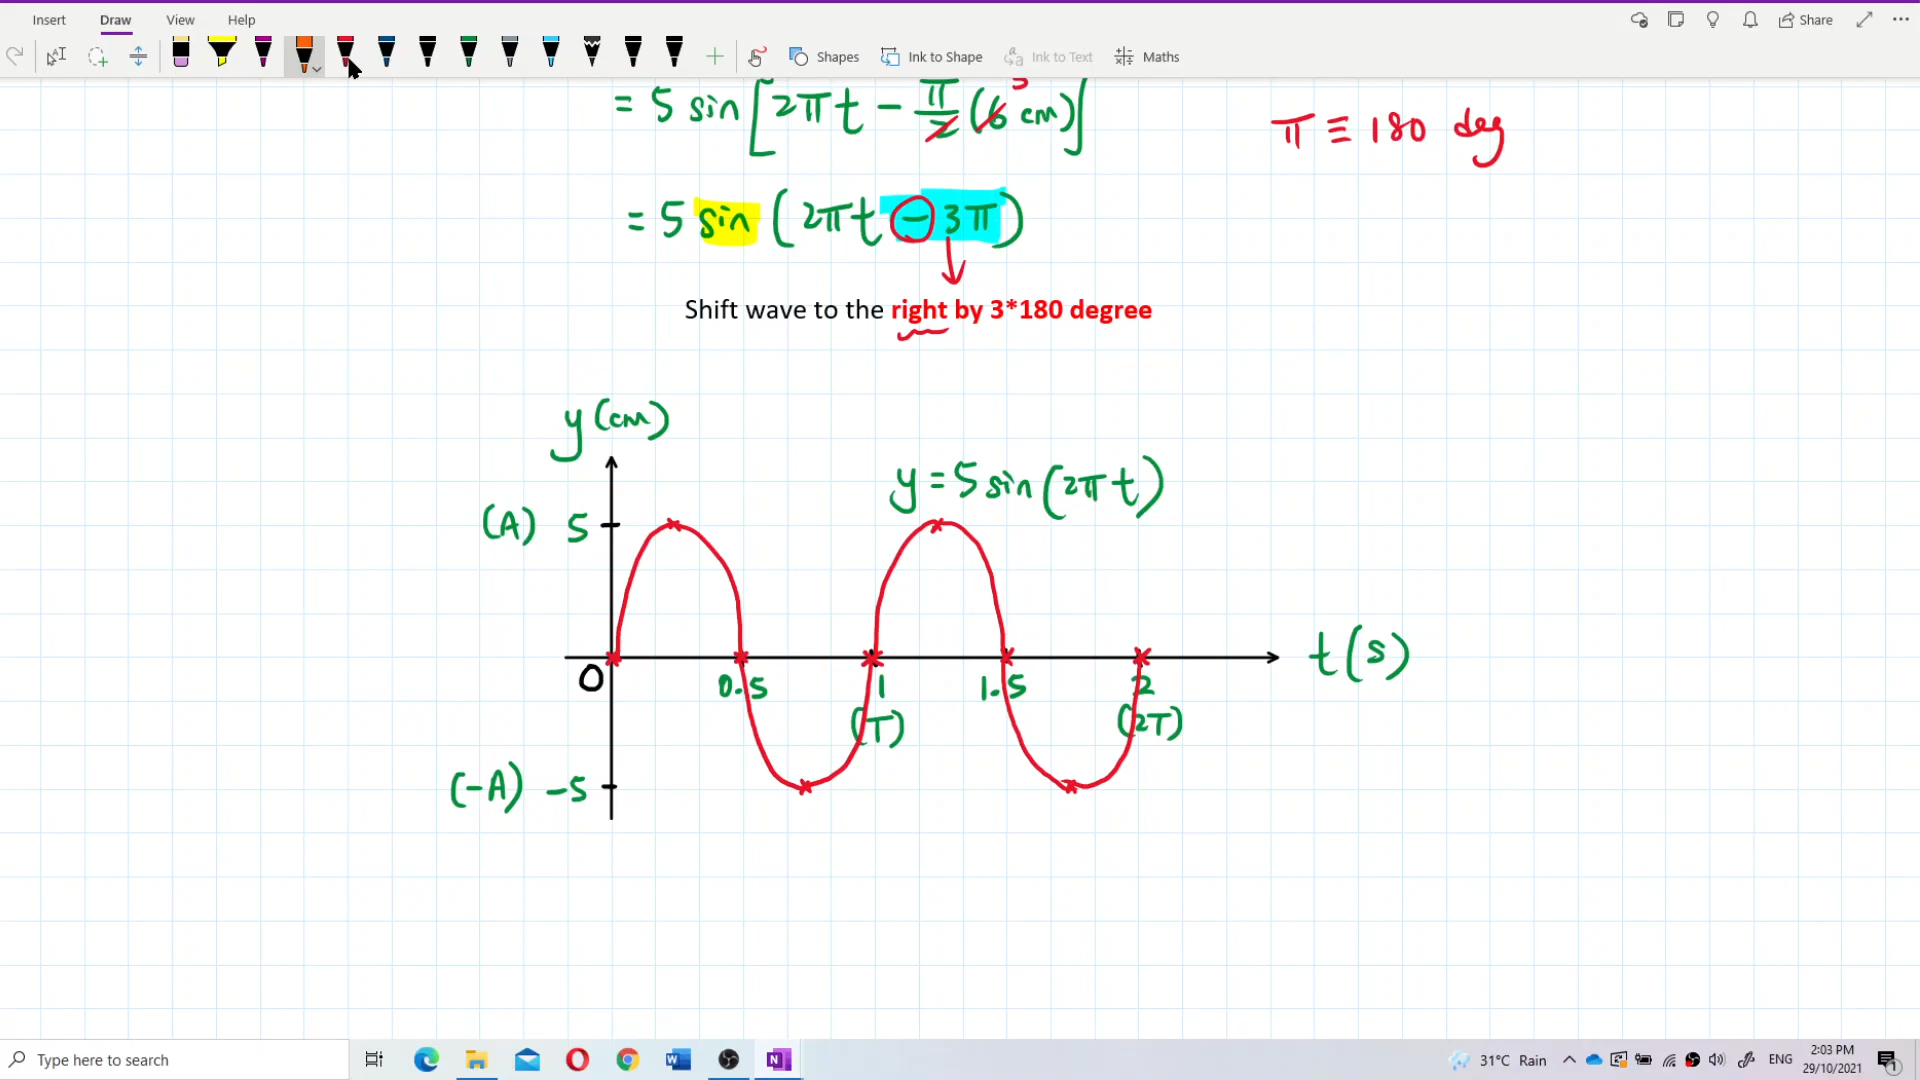 Insert Draw View Help Share
Shapes Ink to Shape Ink to Text Maths
= 5 sin [2πt − π/2 (6 cm)] 3
π ≡ 180 deg
= 5 sin (2πt − 3π)
Shift wave to the right by 3*180 degree
y (cm)
y = 5 sin (2π t)
(A) 5
t (s)
0 0.5 1 1.5 2
(T) (2T)
(-A) -5
Type here to search
31°C Rain ENG 2:03 PM
29/10/2021 1